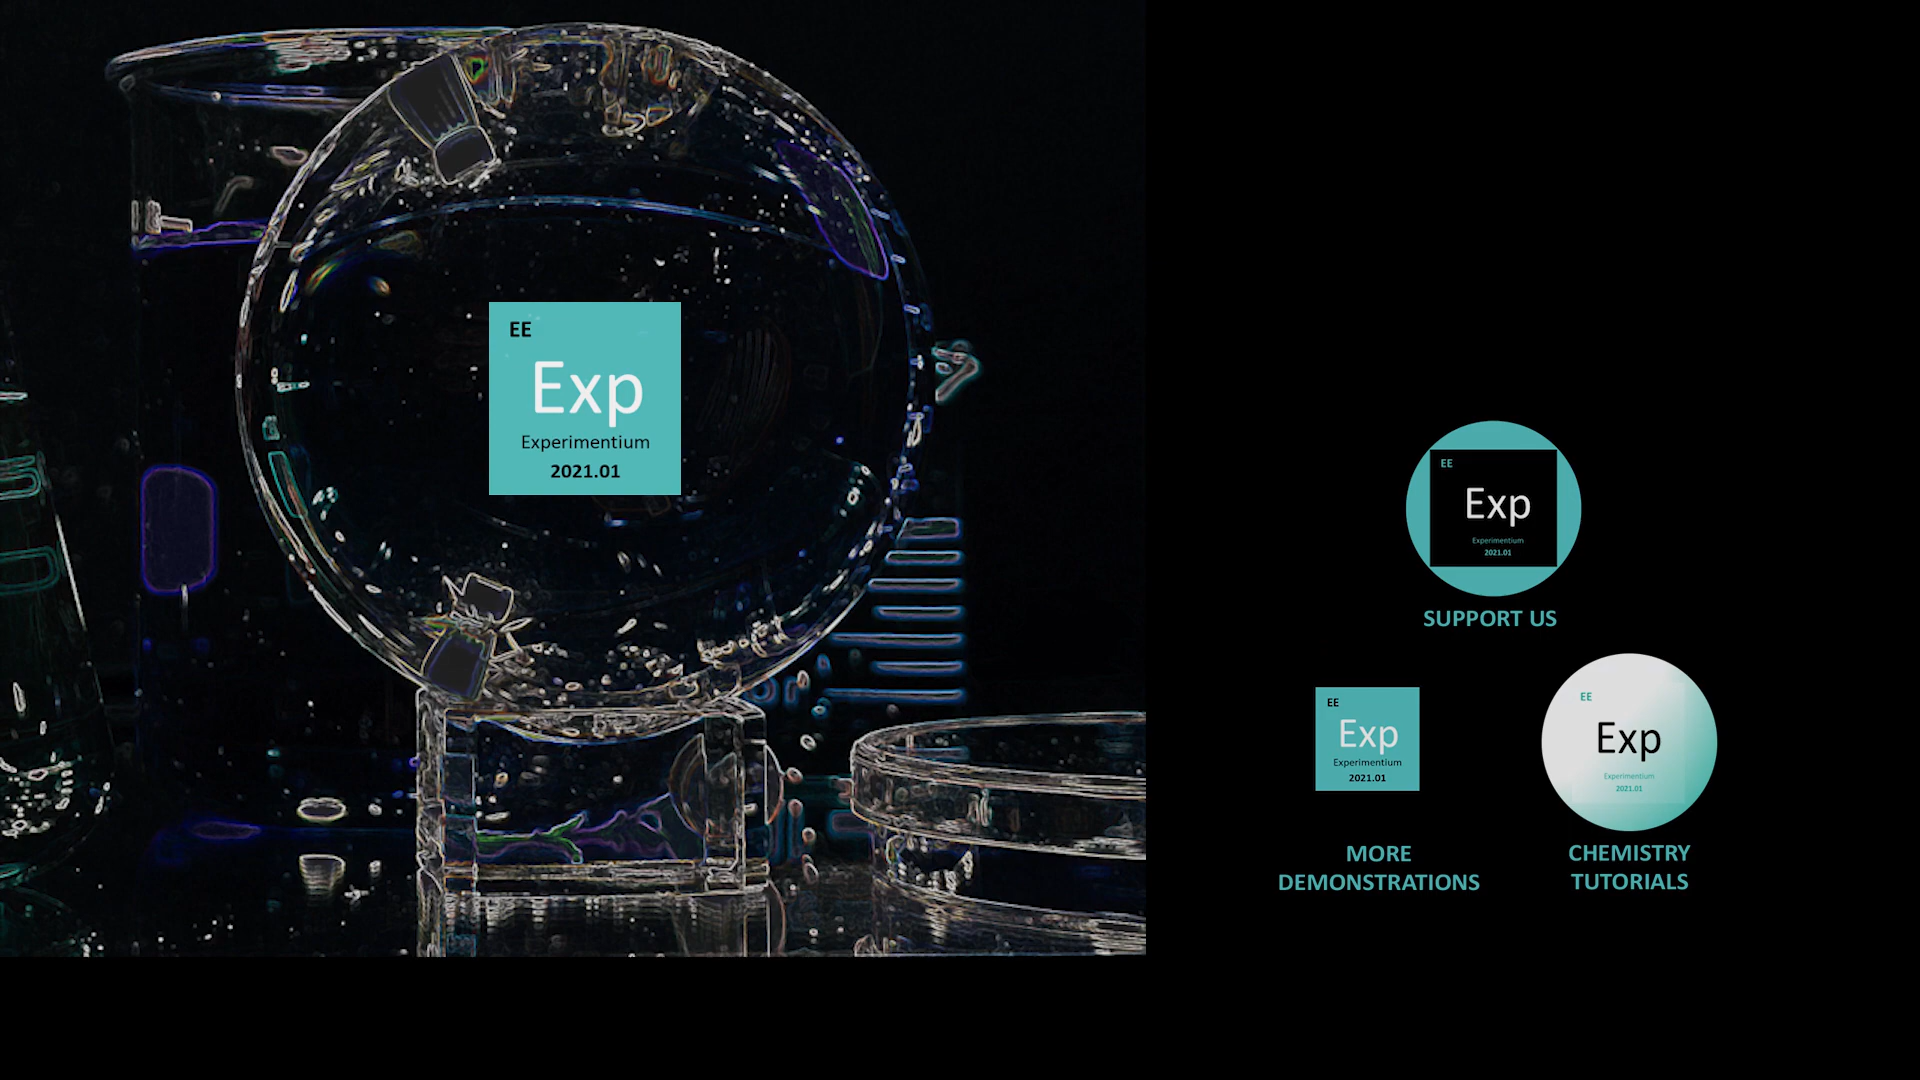 EE
Exp
Experimentium
2021.01
EE
Exp
Experimentium
2021.01
SUPPORT US
EE
Exp
Experimentium
2021.01
MORE
DEMONSTRATIONS
EE
Exp
Experimentium
2021.01
CHEMISTRY
TUTORIALS